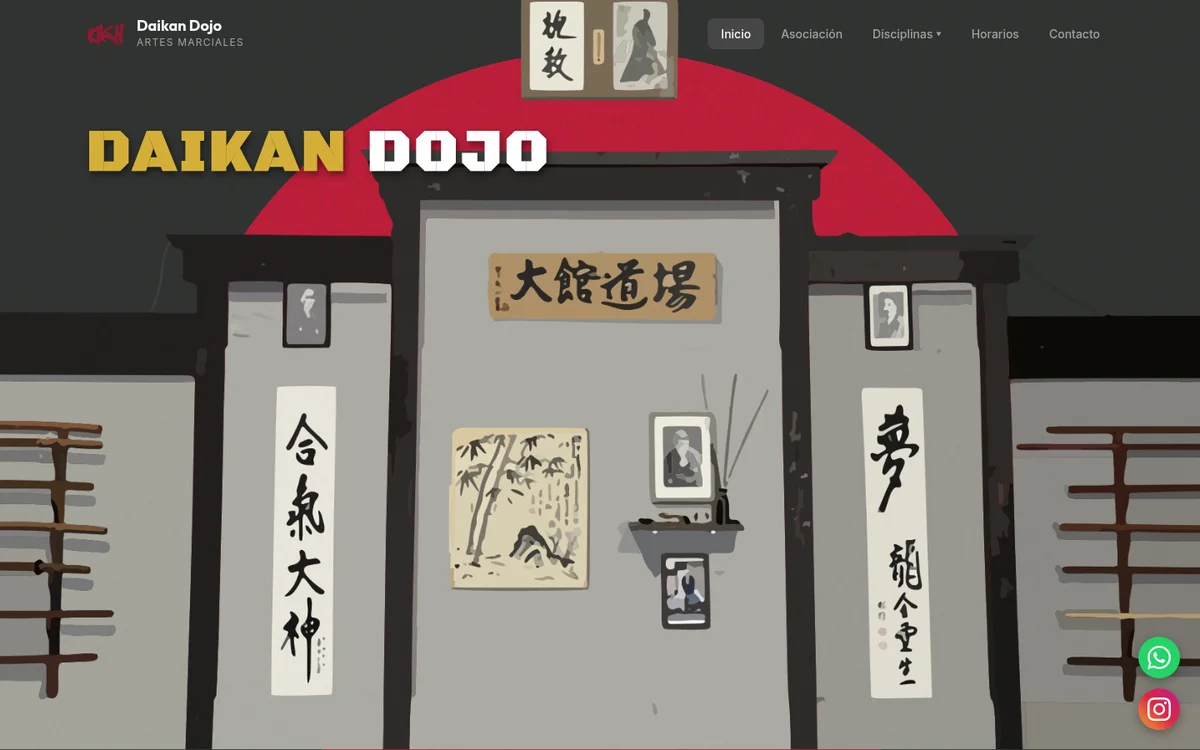 Daikan Dojo
ARTES MARCIALES
Inicio
Asociación
Disciplinas
Horarios
Contacto
DAIKAN DOJO
大館道場
合氣大神
夢